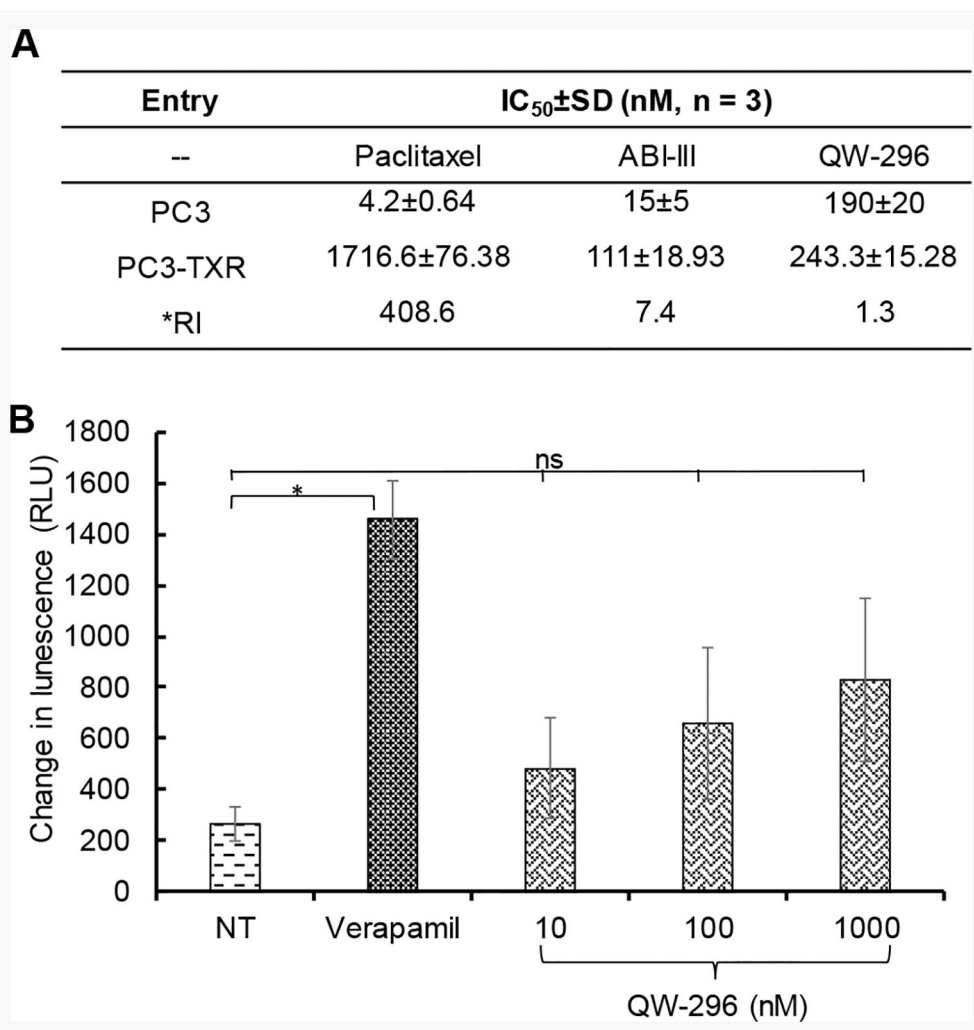 A
Entry IC50±SD (nM, n = 3)
-- Paclitaxel ABI-III QW-296
PC3 4.2±0.64 15±5 190±20
PC3-TXR 1716.6±76.38 111±18.93 243.3±15.28
*RI 408.6 7.4 1.3
B
Change in lunescence (RLU)
1800
1600
1400
1200
1000
800
600
400
200
0
ns
*
NT Verapamil 10 100 1000
QW-296 (nM)